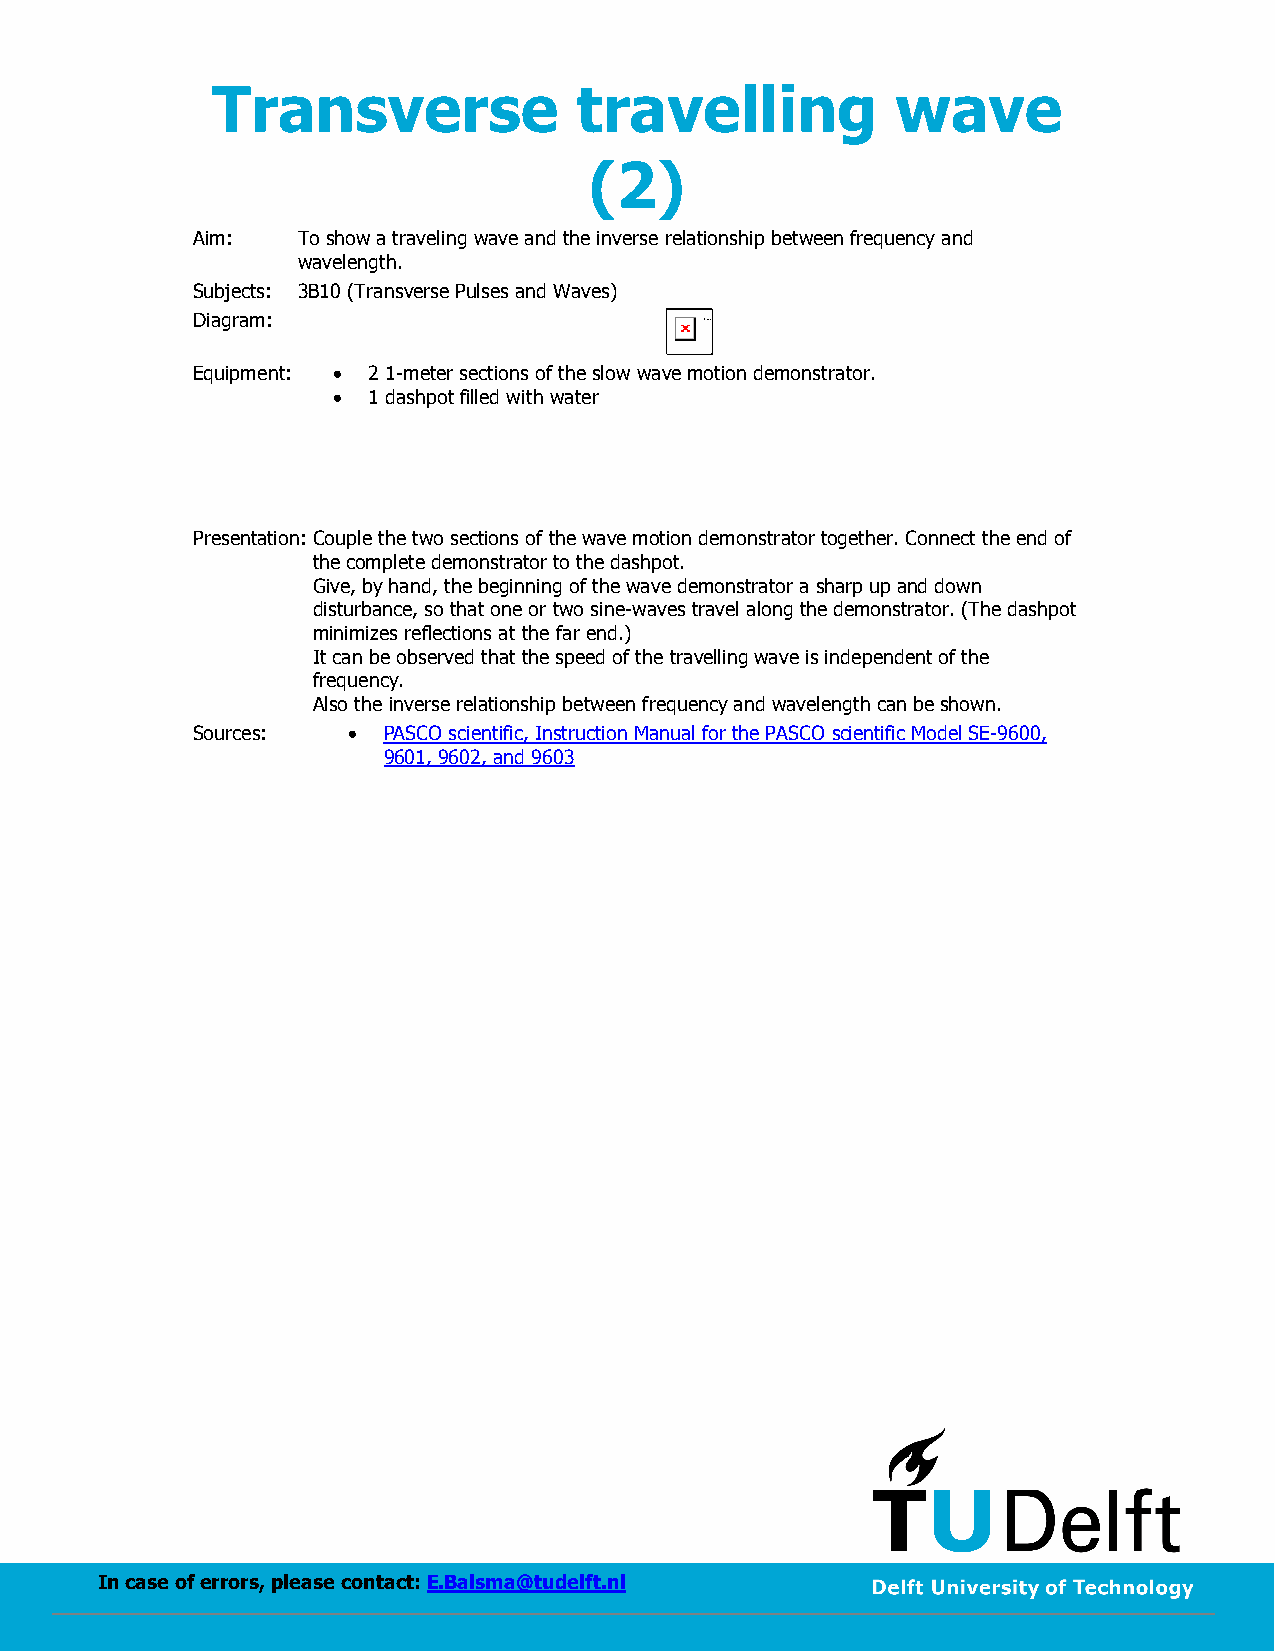 Transverse travelling wave
(2)
Aim: To show a traveling wave and the inverse relationship between frequency and
wavelength.
Subjects: 3B10 (Transverse Pulses and Waves)
Diagram:
Equipment: • 2 1-meter sections of the slow wave motion demonstrator.
• 1 dashpot filled with water
Presentation: Couple the two sections of the wave motion demonstrator together. Connect the end of
the complete demonstrator to the dashpot.
Give, by hand, the beginning of the wave demonstrator a sharp up and down
disturbance, so that one or two sine-waves travel along the demonstrator. (The dashpot
minimizes reflections at the far end.)
It can be observed that the speed of the travelling wave is independent of the
frequency.
Also the inverse relationship between frequency and wavelength can be shown.
Sources: • PASCO scientific, Instruction Manual for the PASCO scientific Model SE-9600,
9601, 9602, and 9603
TUDelft
In case of errors, please contact: E.Balsma@tudelft.nl
Delft University of Technology